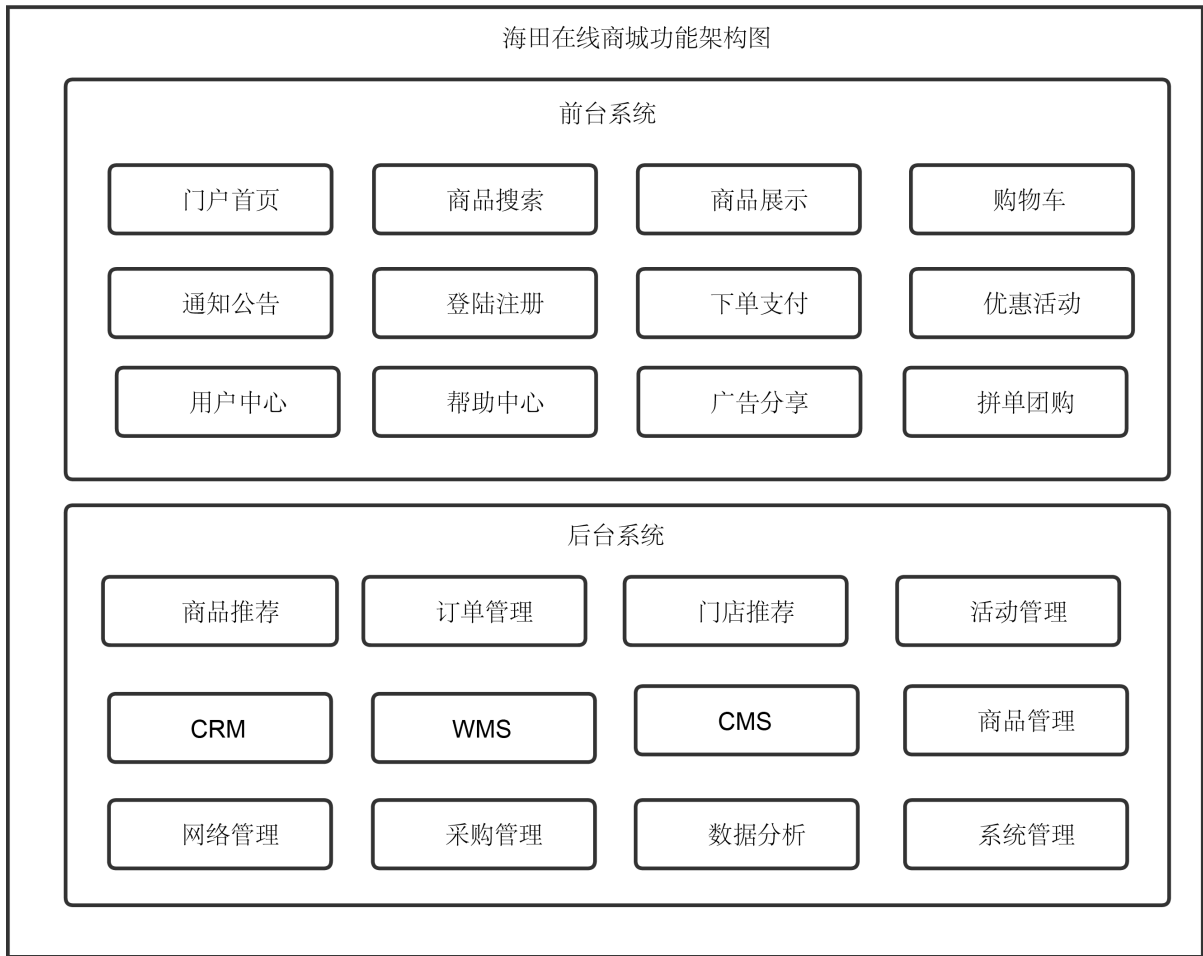 海田在线商城功能架构图
前台系统
门户首页 商品搜索 商品展示 购物车
通知公告 登陆注册 下单支付 优惠活动
用户中心 帮助中心 广告分享 拼单团购
后台系统
商品推荐 订单管理 门店推荐 活动管理
CRM WMS CMS 商品管理
网络管理 采购管理 数据分析 系统管理